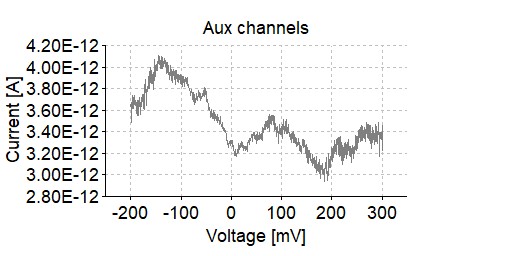 Aux channels
4.20E-12
4.00E-12
3.80E-12
3.60E-12
3.40E-12
3.20E-12
3.00E-12
2.80E-12
Current [A]
-200 -100 0 100 200 300
Voltage [mV]